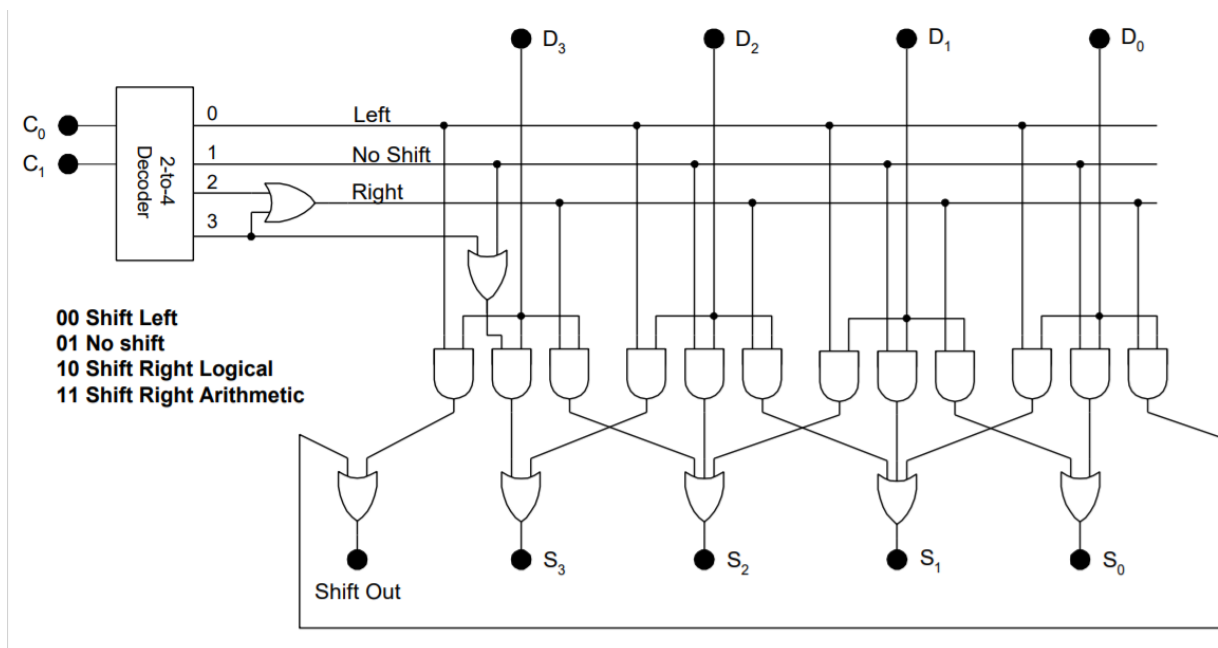 D₃ D₂ D₁ D₀
C₀
C₁
2-to-4
Decoder
0 Left
1 No Shift
2 Right
3
00 Shift Left
01 No shift
10 Shift Right Logical
11 Shift Right Arithmetic
S₃ S₂ S₁ S₀
Shift Out